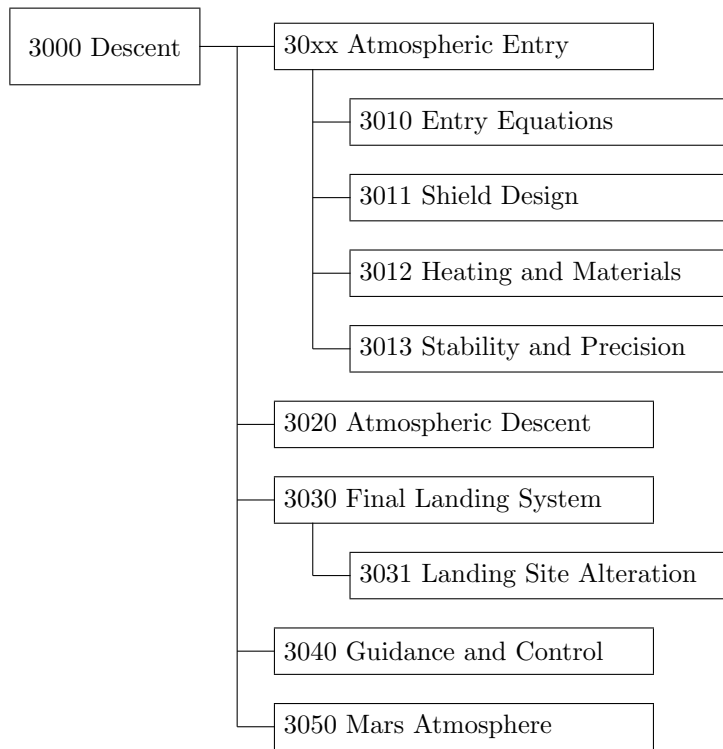 3000 Descent
30xx Atmospheric Entry
3010 Entry Equations
3011 Shield Design
3012 Heating and Materials
3013 Stability and Precision
3020 Atmospheric Descent
3030 Final Landing System
3031 Landing Site Alteration
3040 Guidance and Control
3050 Mars Atmosphere